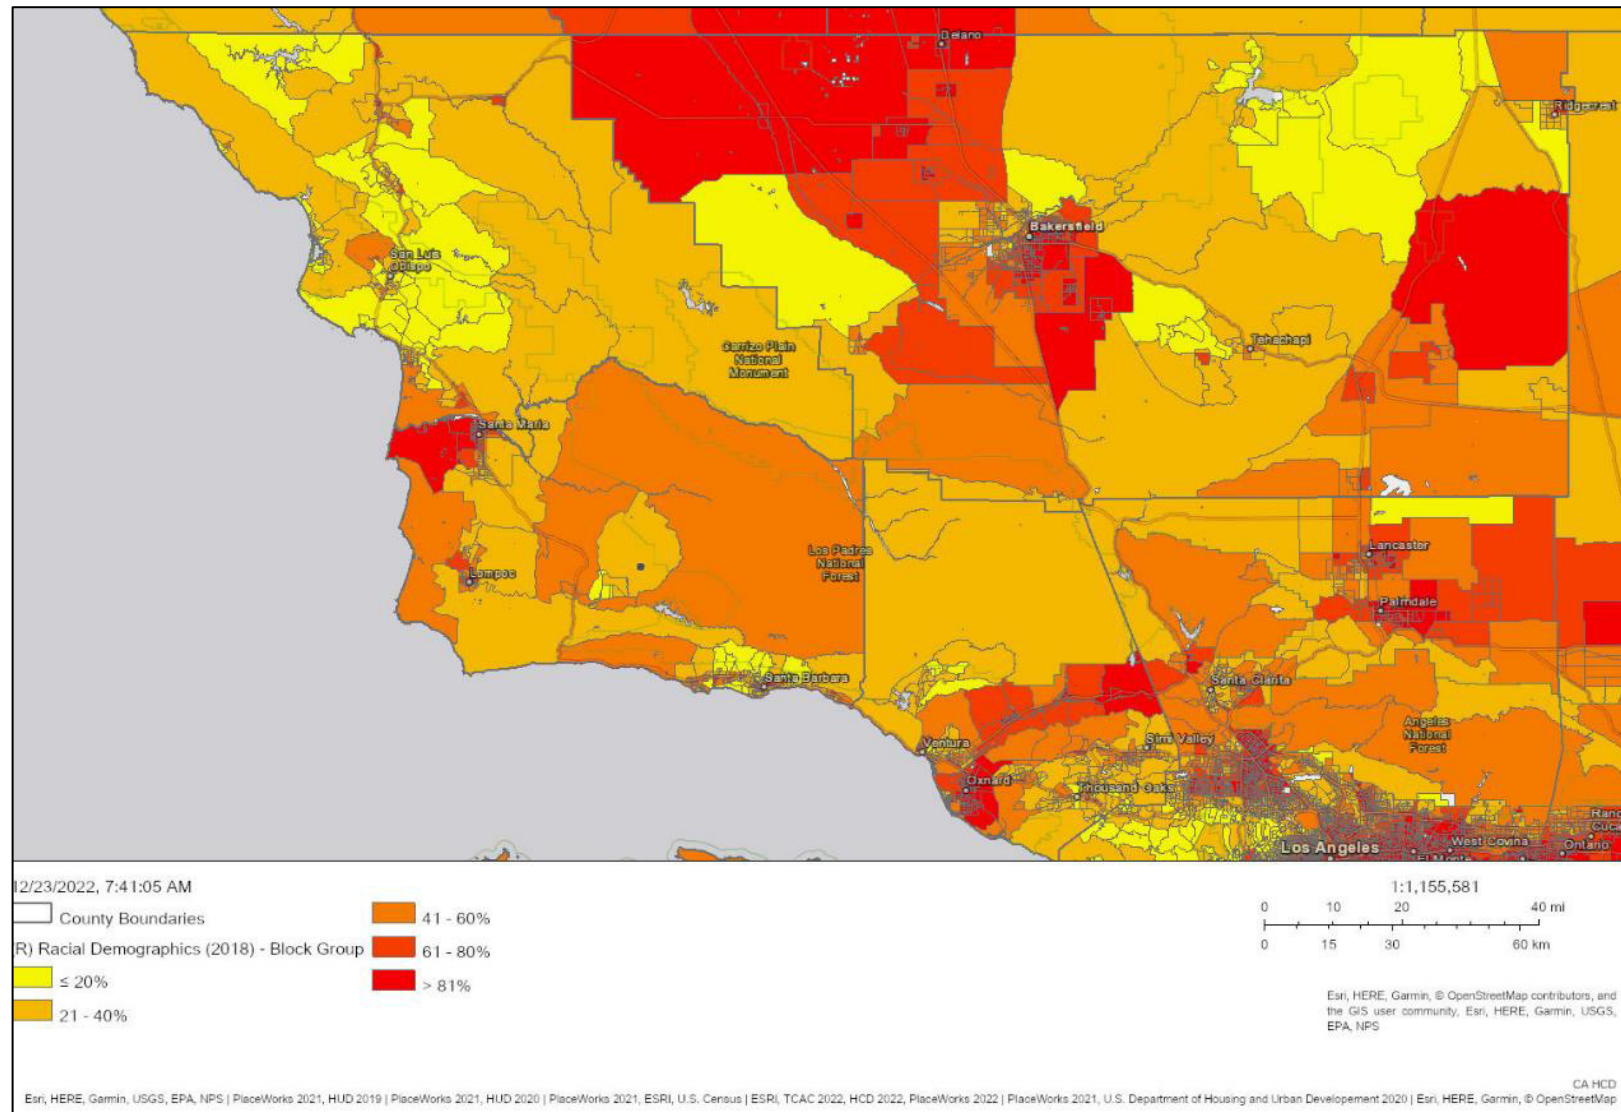 Delano
Ridgecrest
Bakersfield
San Luis
Obispo
Tehachapi
Carrizo Plain
National
Monument
Santa Maria
Los Padres
National
Forest
Lancaster
Lompoc
Palmdale
Santa Barbara
Santa Clarita
Angeles
National
Forest
Ventura
Simi Valley
Oxnard
Thousand Oaks
Ranc
Cuca
Los Angeles
West Covina
Ontario
El Monte
12/23/2022, 7:41:05 AM
County Boundaries
(R) Racial Demographics (2018) - Block Group
≤ 20%
21 - 40%
41 - 60%
61 - 80%
> 81%
1:1,155,581
0 10 20 40 mi
0 15 30 60 km
Esri, HERE, Garmin, © OpenStreetMap contributors, and
the GIS user community, Esri, HERE, Garmin, USGS,
EPA, NPS
CA HCD
Esri, HERE, Garmin, USGS, EPA, NPS | PlaceWorks 2021, HUD 2019 | PlaceWorks 2021, HUD 2020 | PlaceWorks 2021, ESRI, U.S. Census | ESRI, TCAC 2022, HCD 2022, PlaceWorks 2022 | PlaceWorks 2021, U.S. Department of Housing and Urban Developement 2020 | Esri, HERE, Garmin, © OpenStreetMap